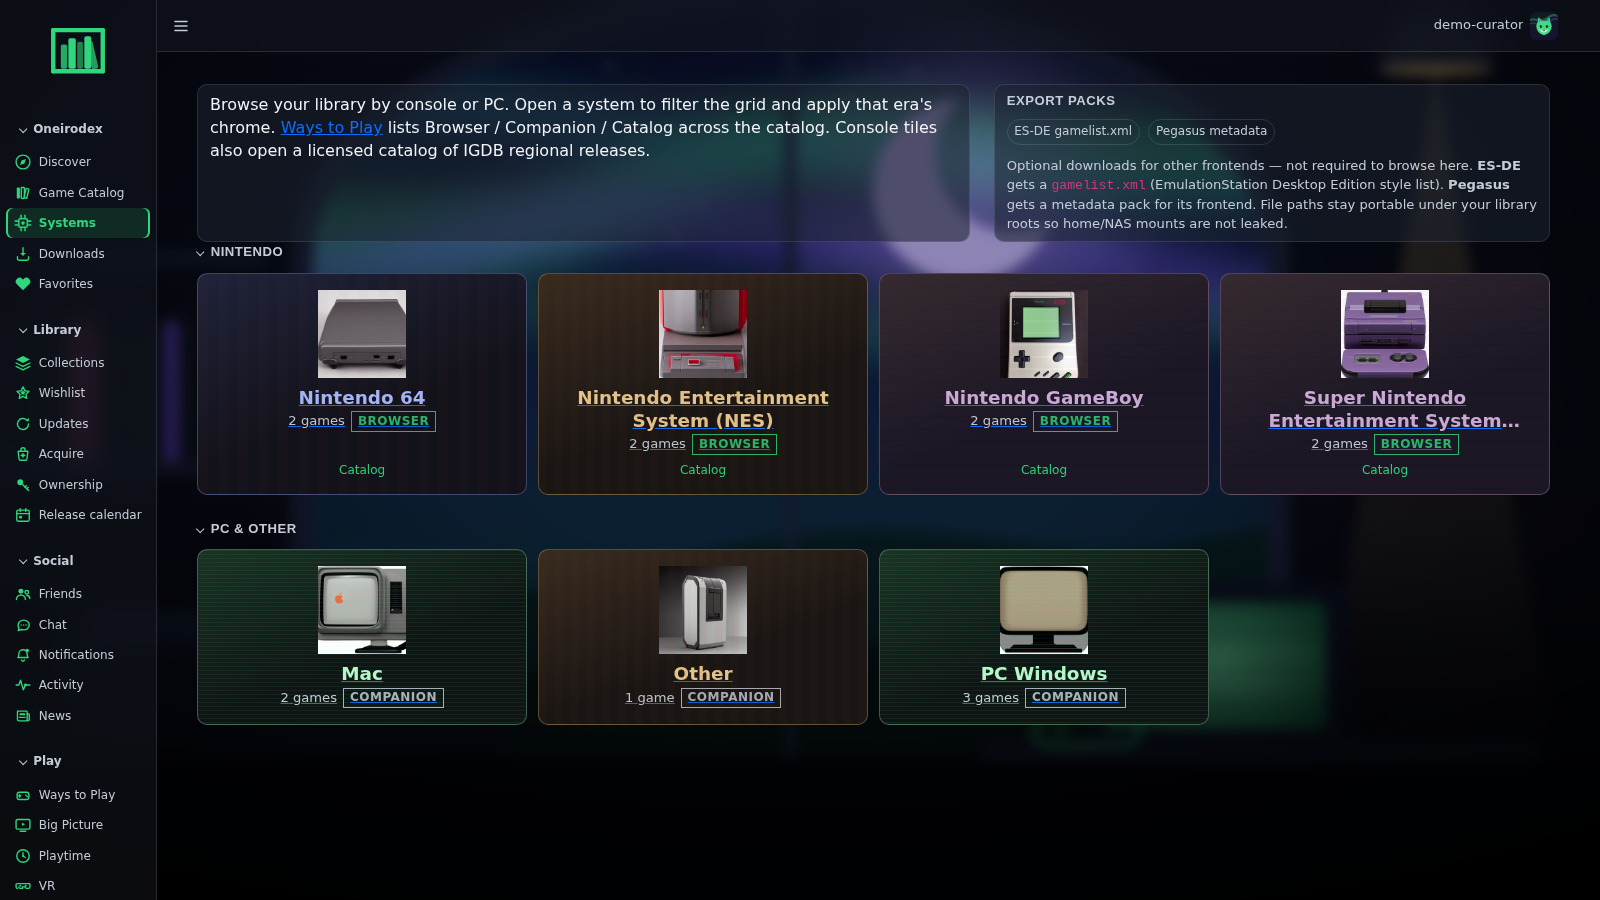 demo-curator
Oneirodex
Discover
Game Catalog
Systems
Downloads
Favorites
Library
Collections
Wishlist
Updates
Acquire
Ownership
Release calendar
Social
Friends
Chat
Notifications
Activity
News
Play
Ways to Play
Big Picture
Playtime
VR
Browse your library by console or PC. Open a system to filter the grid and apply that era's
chrome. Ways to Play lists Browser / Companion / Catalog across the catalog. Console tiles
also open a licensed catalog of IGDB regional releases.
EXPORT PACKS
ES-DE gamelist.xml
Pegasus metadata
Optional downloads for other frontends — not required to browse here. ES-DE
gets a gamelist.xml (EmulationStation Desktop Edition style list). Pegasus
gets a metadata pack for its frontend. File paths stay portable under your library
roots so home/NAS mounts are not leaked.
NINTENDO
Nintendo 64
2 games BROWSER
Catalog
Nintendo Entertainment
System (NES)
2 games BROWSER
Catalog
Nintendo GameBoy
2 games BROWSER
Catalog
Super Nintendo
Entertainment System...
2 games BROWSER
Catalog
PC & OTHER
Mac
2 games COMPANION
Other
1 game COMPANION
PC Windows
3 games COMPANION